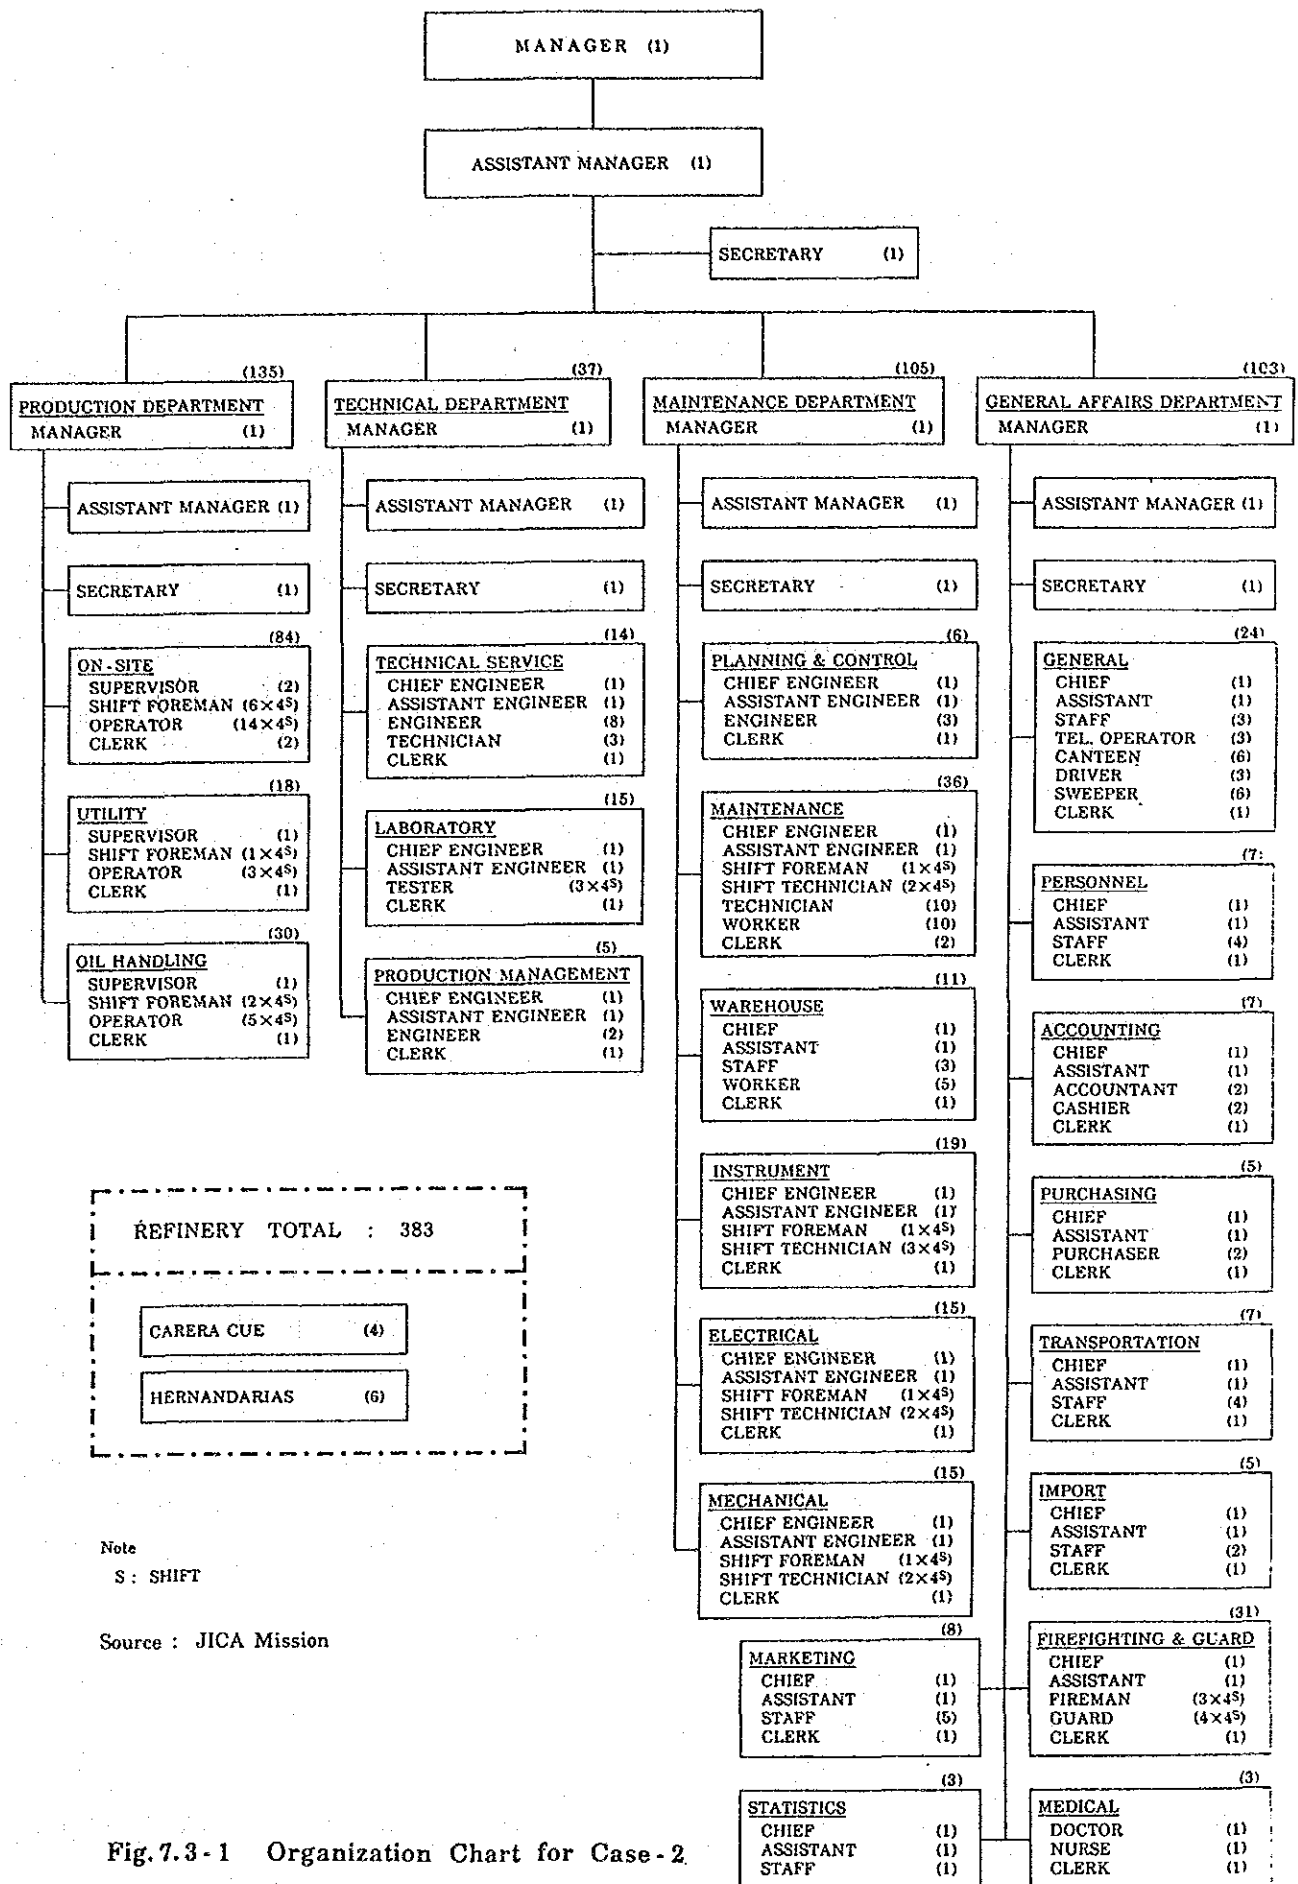 MANAGER (1)
ASSISTANT MANAGER (1)
SECRETARY (1)
(135)
PRODUCTION DEPARTMENT
MANAGER (1)
ASSISTANT MANAGER (1)
SECRETARY (1)
(84)
ON-SITE
SUPERVISOR (2)
SHIFT FOREMAN (6×4S)
OPERATOR (14×4S)
CLERK (2)
(18)
UTILITY
SUPERVISOR (1)
SHIFT FOREMAN (1×4S)
OPERATOR (3×4S)
CLERK (1)
(30)
OIL HANDLING
SUPERVISOR (1)
SHIFT FOREMAN (2×4S)
OPERATOR (5×4S)
CLERK (1)
(37)
TECHNICAL DEPARTMENT
MANAGER (1)
ASSISTANT MANAGER (1)
SECRETARY (1)
(14)
TECHNICAL SERVICE
CHIEF ENGINEER (1)
ASSISTANT ENGINEER (1)
ENGINEER (8)
TECHNICIAN (3)
CLERK (1)
(15)
LABORATORY
CHIEF ENGINEER (1)
ASSISTANT ENGINEER (1)
TESTER (3×4S)
CLERK (1)
(5)
PRODUCTION MANAGEMENT
CHIEF ENGINEER (1)
ASSISTANT ENGINEER (1)
ENGINEER (2)
CLERK (1)
(105)
MAINTENANCE DEPARTMENT
MANAGER (1)
ASSISTANT MANAGER (1)
SECRETARY (1)
(6)
PLANNING & CONTROL
CHIEF ENGINEER (1)
ASSISTANT ENGINEER (1)
ENGINEER (3)
CLERK (1)
(36)
MAINTENANCE
CHIEF ENGINEER (1)
ASSISTANT ENGINEER (1)
SHIFT FOREMAN (1×4S)
SHIFT TECHNICIAN (2×4S)
TECHNICIAN (10)
WORKER (10)
CLERK (2)
(11)
WAREHOUSE
CHIEF (1)
ASSISTANT (1)
STAFF (3)
WORKER (5)
CLERK (1)
(19)
INSTRUMENT
CHIEF ENGINEER (1)
ASSISTANT ENGINEER (1)
SHIFT FOREMAN (1×4S)
SHIFT TECHNICIAN (3×4S)
CLERK (1)
(15)
ELECTRICAL
CHIEF ENGINEER (1)
ASSISTANT ENGINEER (1)
SHIFT FOREMAN (1×4S)
SHIFT TECHNICIAN (2×4S)
CLERK (1)
(15)
MECHANICAL
CHIEF ENGINEER (1)
ASSISTANT ENGINEER (1)
SHIFT FOREMAN (1×4S)
SHIFT TECHNICIAN (2×4S)
CLERK (1)
(103)
GENERAL AFFAIRS DEPARTMENT
MANAGER (1)
ASSISTANT MANAGER (1)
SECRETARY (1)
(24)
GENERAL
CHIEF (1)
ASSISTANT (1)
STAFF (3)
TEL. OPERATOR (3)
CANTEEN (6)
DRIVER (3)
SWEEPER (6)
CLERK (1)
(7)
PERSONNEL
CHIEF (1)
ASSISTANT (1)
STAFF (4)
CLERK (1)
(7)
ACCOUNTING
CHIEF (1)
ASSISTANT (1)
ACCOUNTANT (2)
CASHIER (2)
CLERK (1)
(5)
PURCHASING
CHIEF (1)
ASSISTANT (1)
PURCHASER (2)
CLERK (1)
(7)
TRANSPORTATION
CHIEF (1)
ASSISTANT (1)
STAFF (4)
CLERK (1)
(5)
IMPORT
CHIEF (1)
ASSISTANT (1)
STAFF (2)
CLERK (1)
(31)
FIREFIGHTING & GUARD
CHIEF (1)
ASSISTANT (1)
FIREMAN (3×4S)
GUARD (4×4S)
CLERK (1)
(8)
MARKETING
CHIEF (1)
ASSISTANT (1)
STAFF (5)
CLERK (1)
(3)
STATISTICS
CHIEF (1)
ASSISTANT (1)
STAFF (1)
(3)
MEDICAL
DOCTOR (1)
NURSE (1)
CLERK (1)
REFINERY TOTAL : 383
CARERA CUE (4)
HERNANDARIAS (6)
Note
S : SHIFT
Source : JICA Mission
Fig. 7.3-1 Organization Chart for Case-2